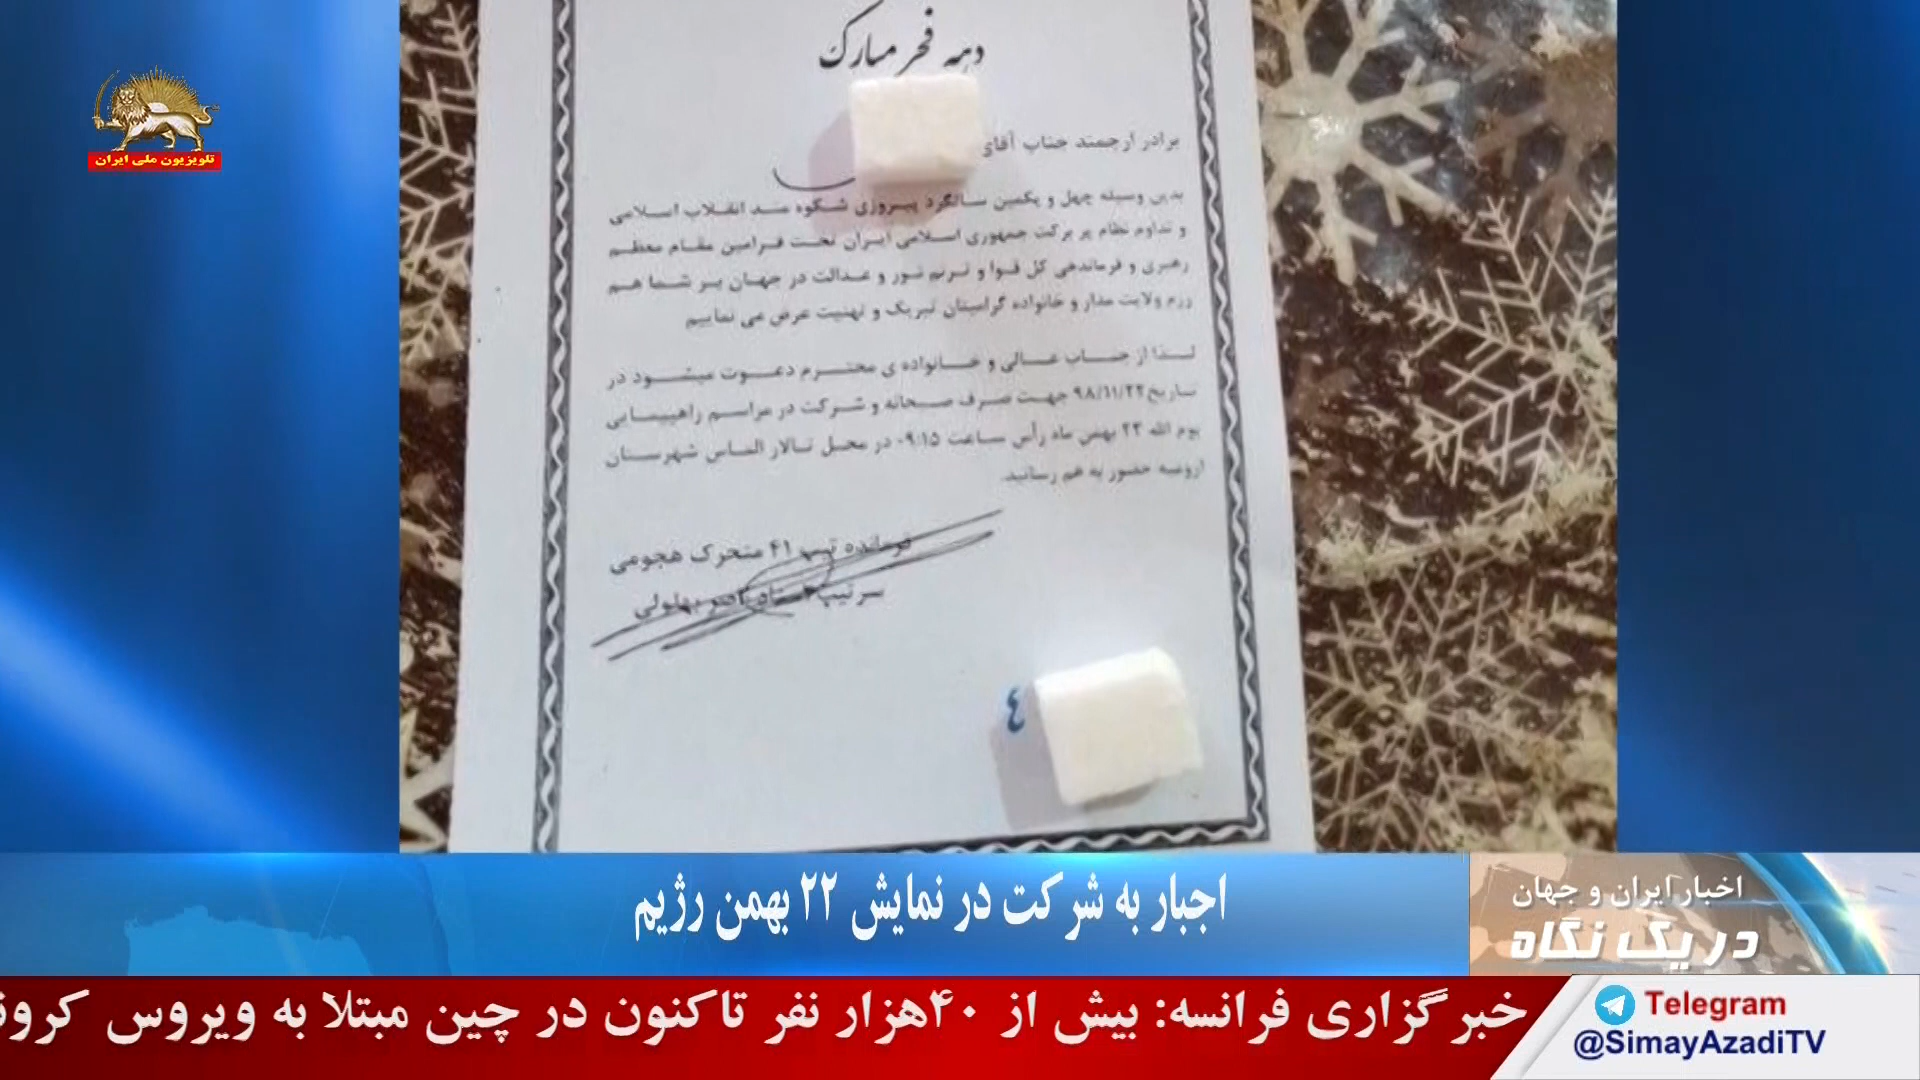 دهه فجر مبارک
برادر ارجمند جناب آقای
بدین وسیله چهل و یکمین سالگرد پیروزی شکوه مند انقلاب اسلامی
و تداوم نظام پر برکت جمهوری اسلامی ایران تحت فرامین مقام معظم
رهبری و فرماندهی کل قوا و ترنم نور و عدالت در جهان بر شما هم
رزم ولایت مدار و خانواده گرامیتان تبریک و تهنیت عرض می نماییم
لذا از جناب عالی و خانواده ی محترم دعوت میشود در
تاریخ ۹۸/۱۱/۲۲ جهت صرف صبحانه و شرکت در مراسم راهپیمایی
یوم الله ۲۲ بهمن ماه رأس ساعت ۰۹:۱۵ در محل تالار الماس شهرستان
ارومیه حضور به هم رسانید.
فرمانده تیپ ۴۱ متحرک هجومی
سرتیپ بهلولی
٤
تلویزیون ملی ایران
اجبار به شرکت در نمایش ۲۲ بهمن رژیم
اخبار ایران و جهان
در یک نگاه
خبرگزاری فرانسه: بیش از ۴۰هزار نفر تاکنون در چین مبتلا به ویروس کرون
Telegram
@SimayAzadiTV